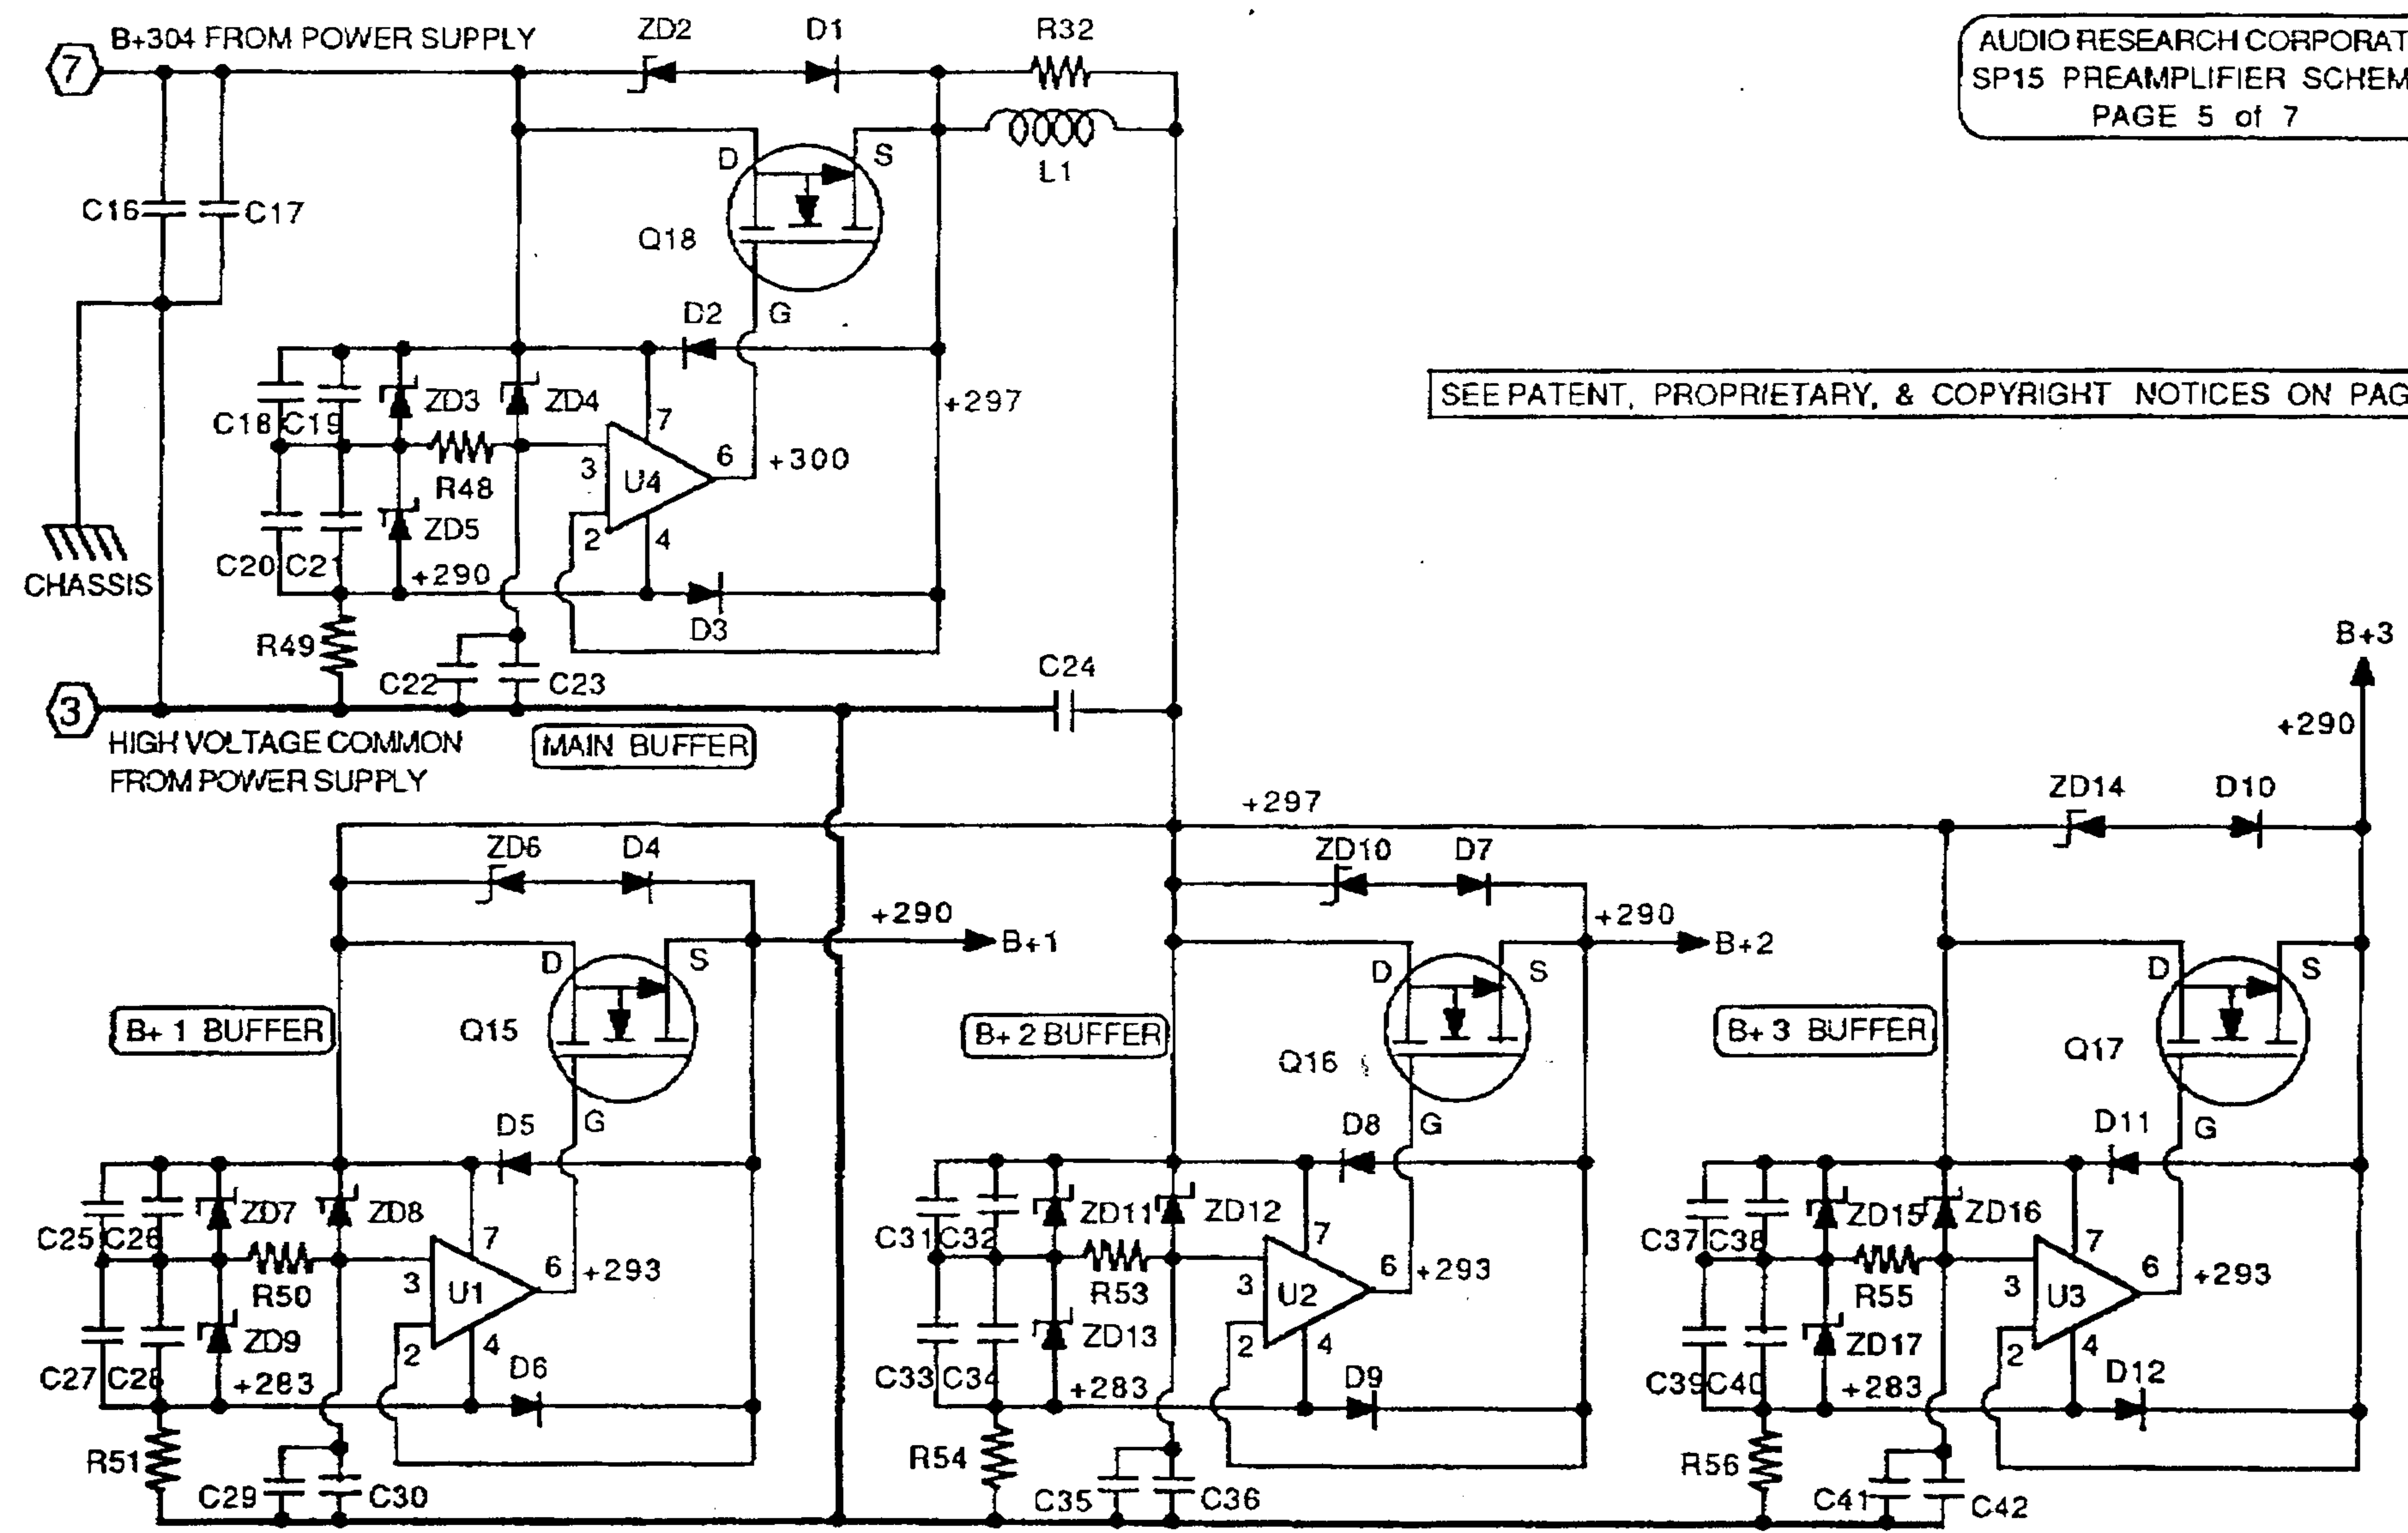 7
B+304 FROM POWER SUPPLY
ZD2
D1
R32
AUDIO RESEARCH CORPORAT
SP15 PREAMPLIFIER SCHEM
PAGE 5 of 7
L1
D
S
C16
C17
Q18
G
D2
SEE PATENT, PROPRIETARY, & COPYRIGHT NOTICES ON PAG
C18
C19
ZD3
ZD4
7
+297
3
U4
6
+300
R48
2
4
ZD5
C20
C21
+290
CHASSIS
R49
D3
C22
C23
C24
B+3
+290
3
HIGH VOLTAGE COMMON
FROM POWER SUPPLY
MAIN BUFFER
+297
ZD14
D10
ZD6
D4
ZD10
D7
+290
B+1
+290
B+2
D
S
D
S
D
S
B+ 1 BUFFER
Q15
B+ 2 BUFFER
Q16
B+ 3 BUFFER
Q17
D5
G
D8
G
D11
G
C25
C26
ZD7
ZD8
7
C31
C32
ZD11
ZD12
7
C37
C38
ZD15
ZD16
7
R50
3
U1
6
+293
R53
3
U2
6
+293
R55
3
U3
6
+293
ZD9
2
4
ZD13
2
4
ZD17
2
4
C27
C28
+283
D6
C33
C34
+283
D9
C39
C40
+283
D12
R51
C29
C30
R54
C35
C36
R56
C41
C42